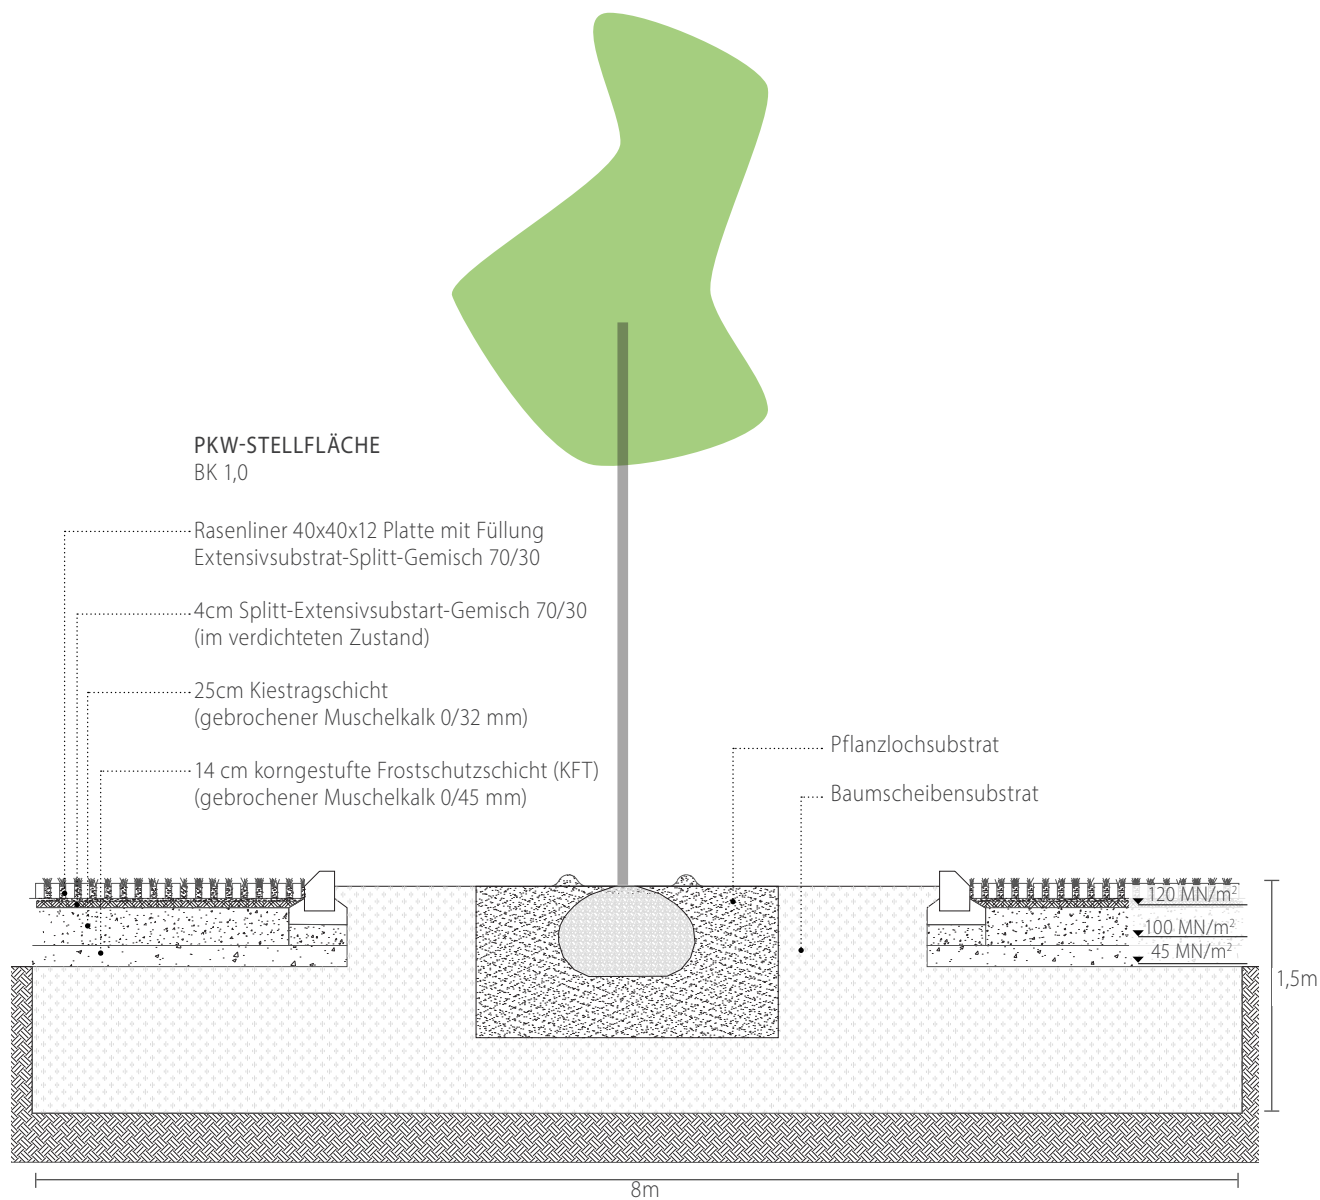 PKW-STELLFLÄCHE
BK 1,0
Rasenliner 40x40x12 Platte mit Füllung
Extensivsubstrat-Splitt-Gemisch 70/30
4cm Splitt-Extensivsubstart-Gemisch 70/30
(im verdichteten Zustand)
25cm Kiestragschicht
(gebrochener Muschelkalk 0/32 mm)
14 cm korngestufte Frostschutzschicht (KFT)
(gebrochener Muschelkalk 0/45 mm)
Pflanzlochsubstrat
Baumscheibensubstrat
120 MN/m²
100 MN/m²
45 MN/m²
1,5m
8m